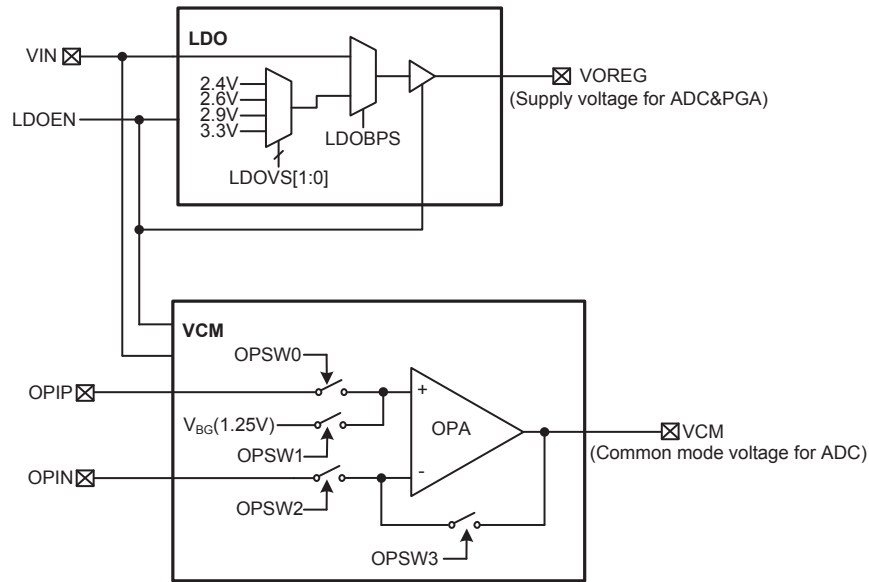 LDO
VIN
2.4V
2.6V
2.9V
3.3V
LDOEN
LDOBPS
LDOVS[1:0]
VOREG
(Supply voltage for ADC&PGA)
VCM
OPSW0
OPIP
+
VBG(1.25V)
OPA
OPSW1
VCM
(Common mode voltage for ADC)
OPIN
-
OPSW2
OPSW3